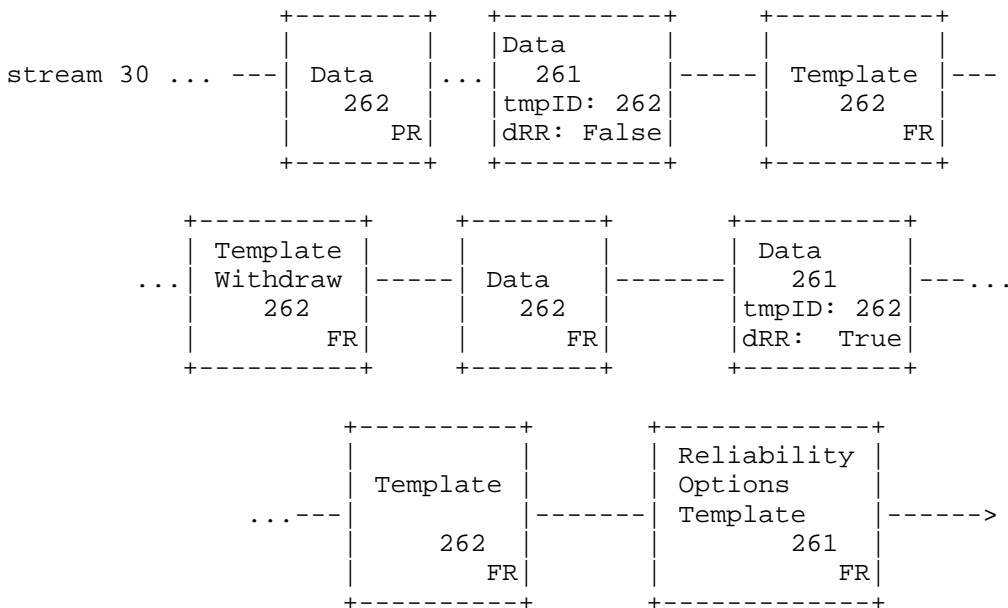 stream 30 ... --- Data ... Data ----- Template ---
262 261 262
tmpID: 262
PR dRR: False FR
Template Data
... Withdraw ----- Data ------- 261 ---...
262 262 tmpID: 262
FR FR dRR: True
Reliability
Template Options
...--- ------- Template ------>
262 261
FR FR